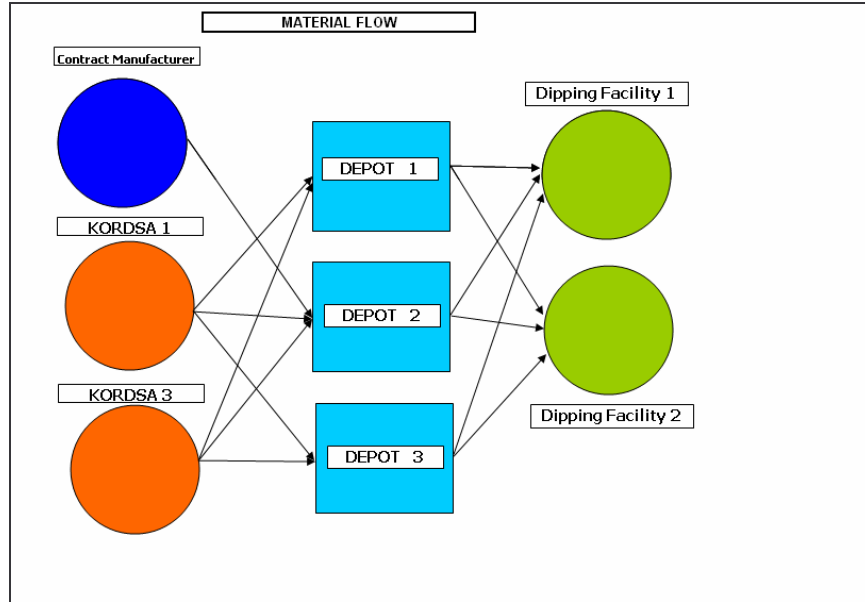 MATERIAL FLOW
Contract Manufacturer
Dipping Facility 1
DEPOT 1
KORDSA 1
DEPOT 2
KORDSA 3
Dipping Facility 2
DEPOT 3